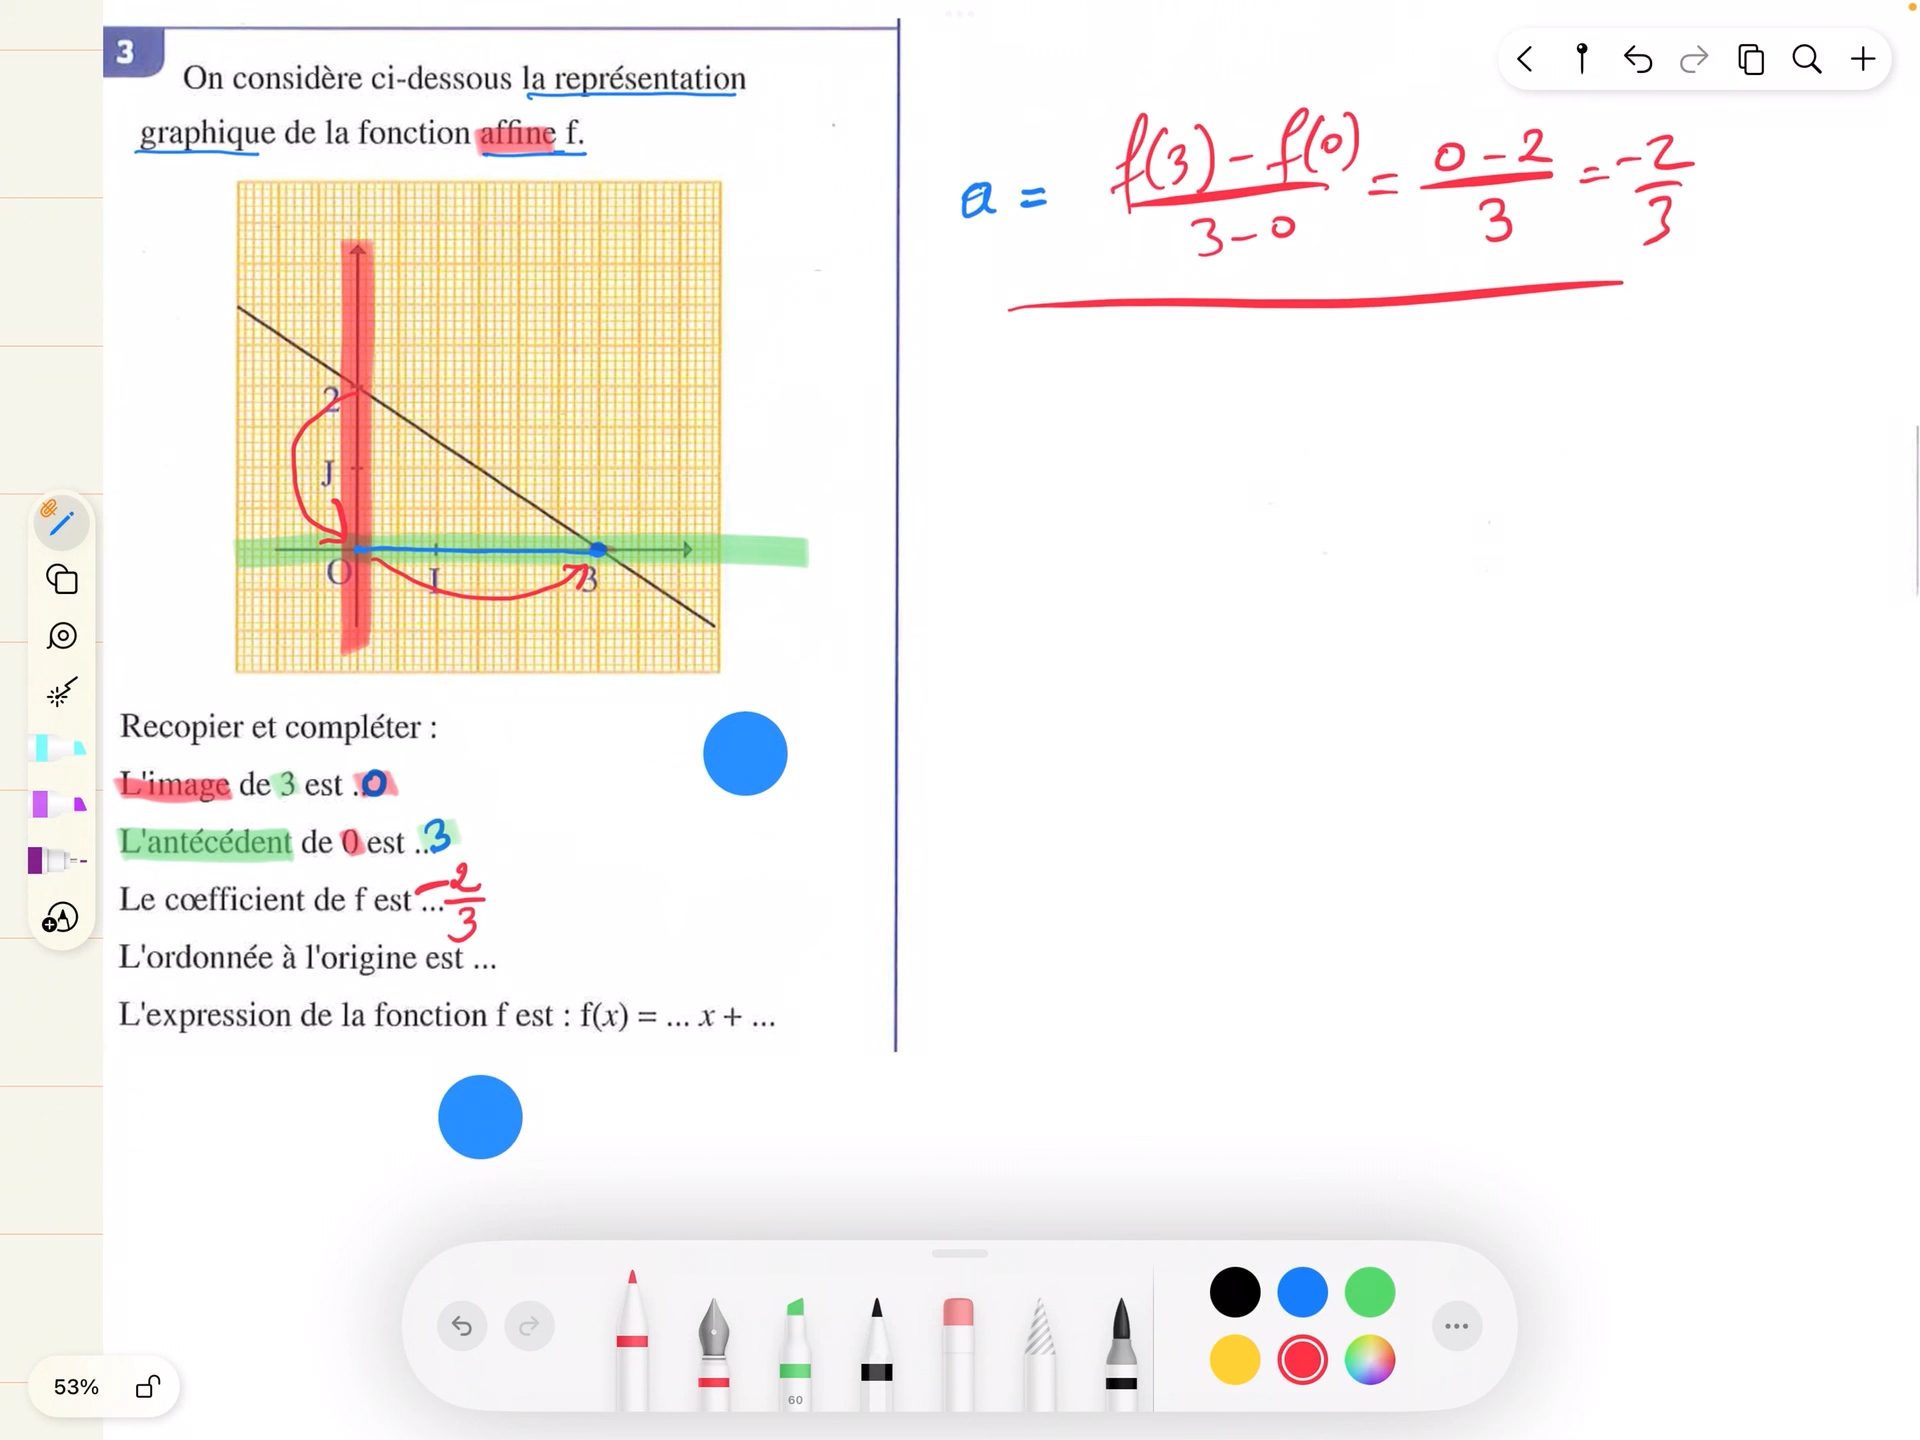 3
On considère ci-dessous la représentation
graphique de la fonction affine f.
2
J
O
I
3
Recopier et compléter :
L'image de 3 est ..0
L'antécédent de 0 est ..3
Le cœfficient de f est ... -2/3
L'ordonnée à l'origine est ...
L'expression de la fonction f est : f(x) = ... x + ...
a = f(3) - f(0) / 3 - 0 = 0 - 2 / 3 = -2 / 3
60
53%